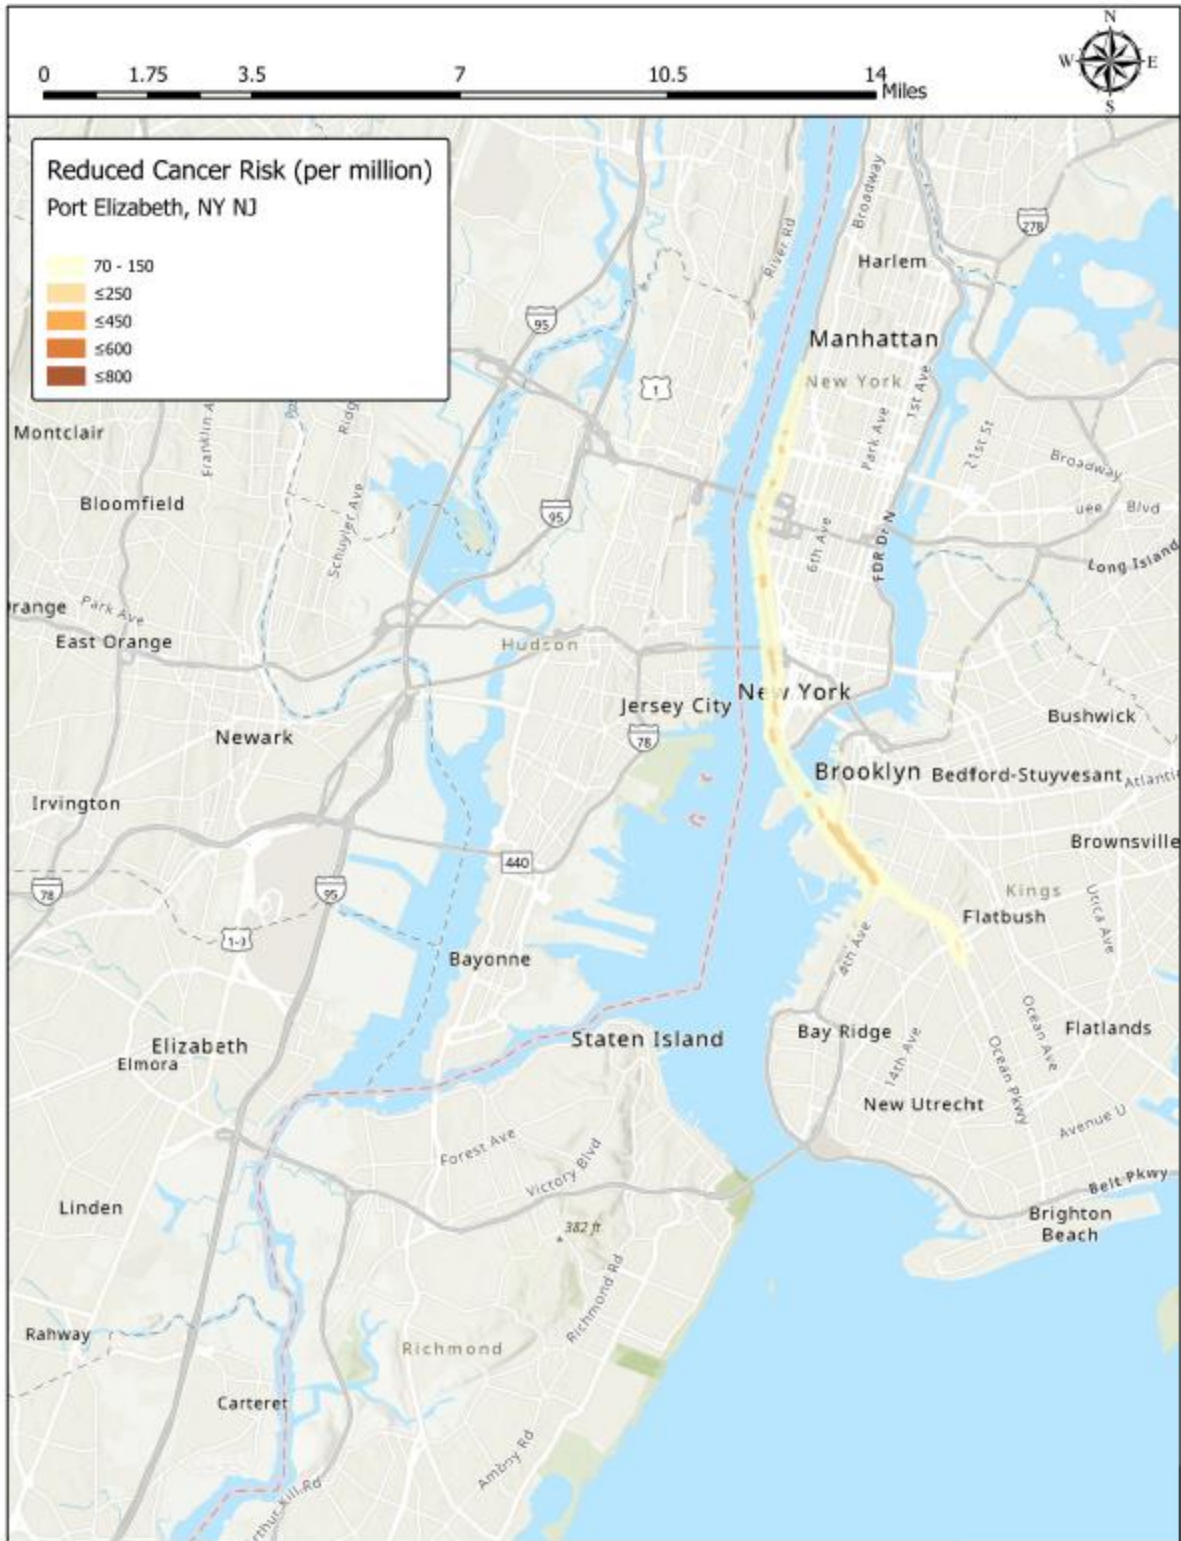 N
W E
S
0 1.75 3.5 7 10.5 14
Miles
Reduced Cancer Risk (per million)
Port Elizabeth, NY NJ
70 - 150
≤250
≤450
≤600
≤800
River Rd
Broadway
278
Harlem
95
Manhattan
1
New York
1st Ave
Montclair
Park Ave
21st St
Broadway
Bloomfield
Schuyler Ave
95
uee Blvd
6th Ave
FDR Dr N
Long Island
Park Ave
East Orange
Hudson
Jersey City
New York
78
Bushwick
Newark
Brooklyn
Bedford-Stuyvesant
Irvington
Brownsville
440
78
95
Kings
Utica Ave
Flatbush
1-9
4th Ave
Bayonne
Elizabeth
Elmora
Staten Island
Bay Ridge
Ocean Ave
Flatlands
14th Ave
Ocean Pkwy
New Utrecht
Avenue U
Forest Ave
Victory Blvd
Belt Pkwy
Linden
382 ft
Brighton
Beach
Richmond Rd
Rahway
Richmond
Carteret
Amboy Rd
rthur Kill Rd